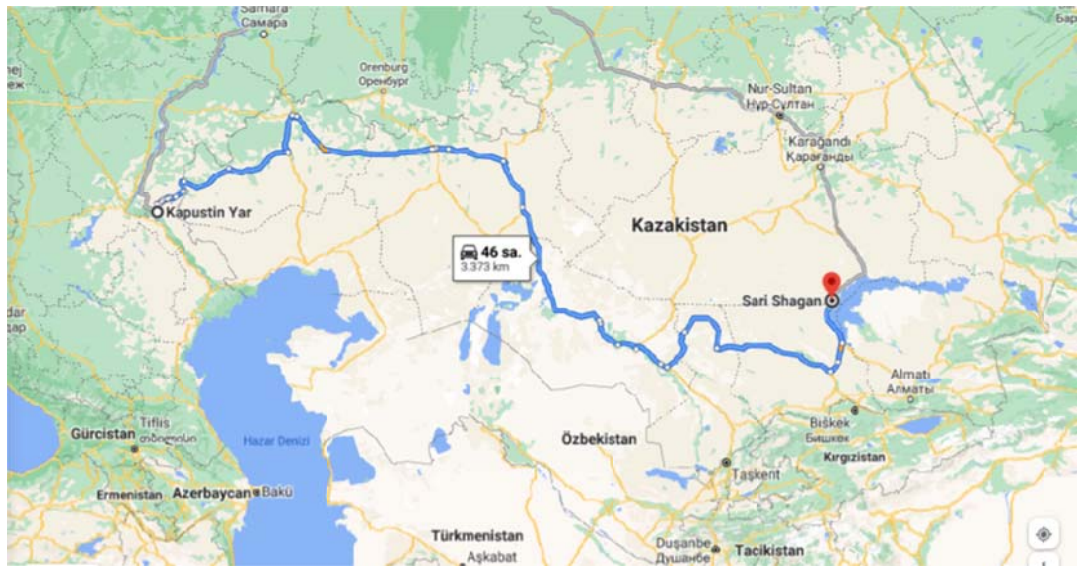 Samara
Самара
Orenburg
Оренбург
Nur-Sultan
Нур-Султан
Karağandı
Қарағанды
Kapustin Yar
Kazakistan
46 sa.
3.373 km
Sari Shagan
Almatı
Алматы
Tiflis
თბილისი
Gürcistan
Hazar Denizi
Özbekistan
Bişkek
Бишкек
Kırgızistan
Taşkent
Ermenistan
Azerbaycan
Bakü
Türkmenistan
Aşkabat
Duşanbe
Душанбе
Tacikistan